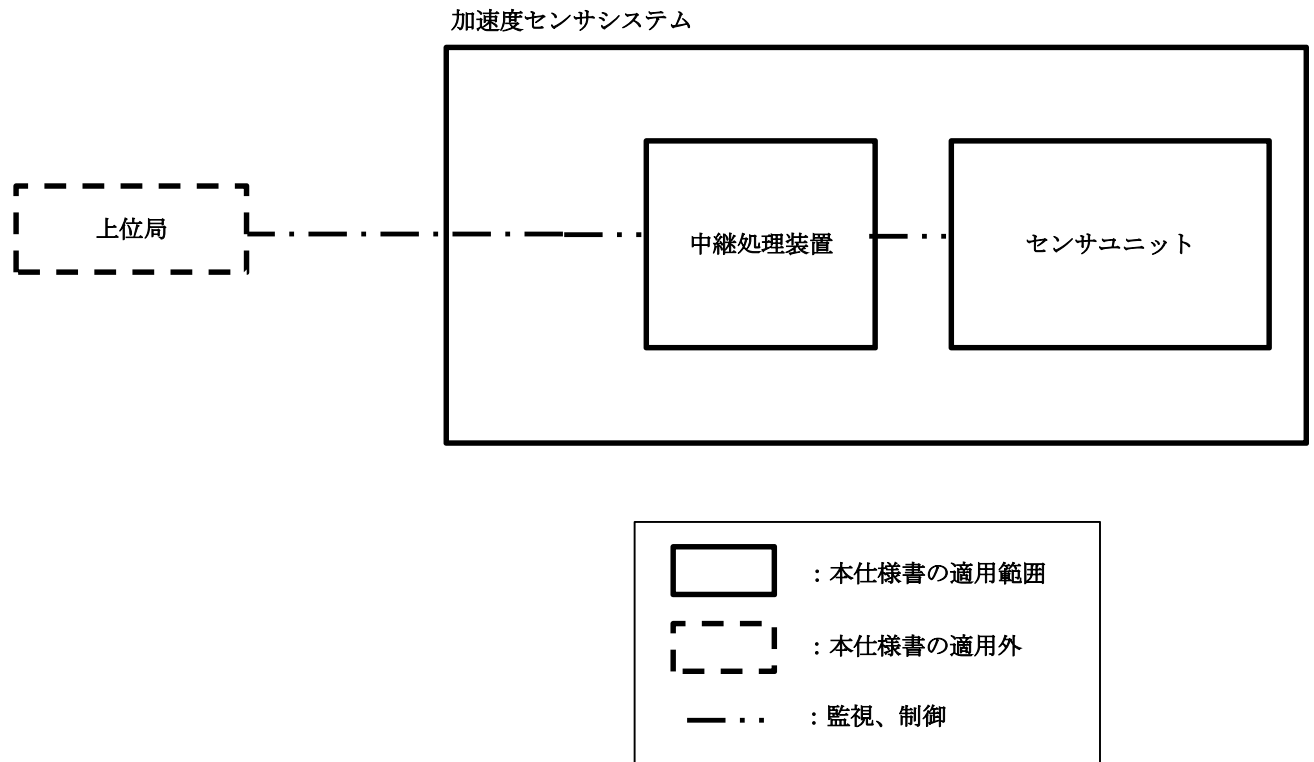 加速度センサシステム
上位局
中継処理装置
センサユニット
：本仕様書の適用範囲
：本仕様書の適用外
：監視、制御